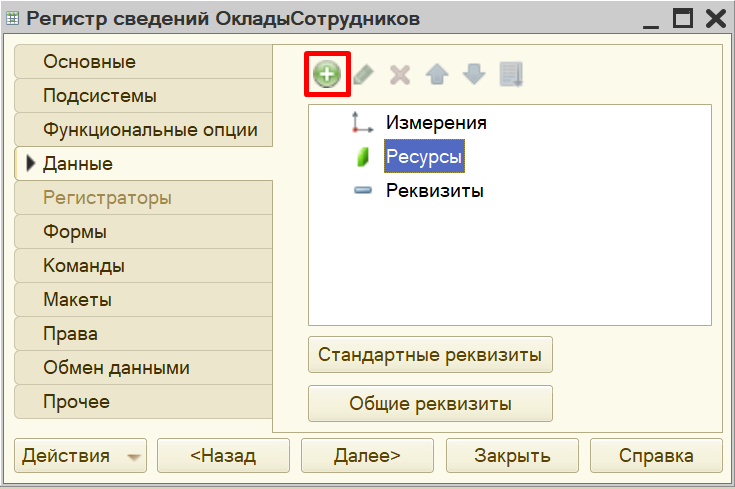 Регистр сведений ОкладыСотрудников
Основные
Подсистемы
Функциональные опции
Данные
Регистраторы
Формы
Команды
Макеты
Права
Обмен данными
Прочее
Измерения
Ресурсы
Реквизиты
Стандартные реквизиты
Общие реквизиты
Действия
<Назад
Далее>
Закрыть
Справка